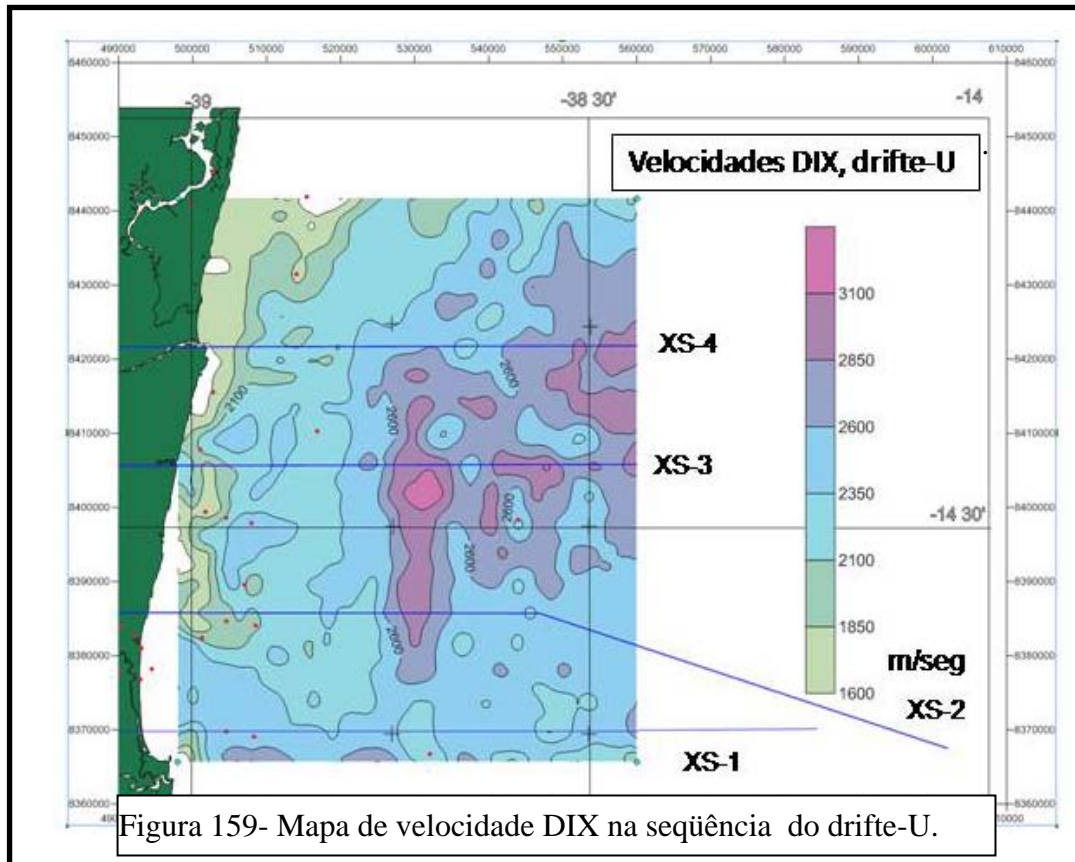 490000 500000 510000 520000 530000 540000 550000 560000 570000 580000 590000 600000 610000
8460000 8460000
-39 -38 30' -14
8450000 8450000
Velocidades DIX, drifte-U
8440000 8440000
8430000 8430000
3100
2850
8420000 8420000
XS-4
2600
2100
2600
2600
8410000 8410000
2350
XS-3
8400000 8400000
2600
2600
-14 30'
2600
2100
8390000 8390000
1850
8380000 8380000
2600
m/seg
1600
XS-2
8370000 8370000
XS-1
8360000 8360000
Figura 159- Mapa de velocidade DIX na seqüência do drifte-U.